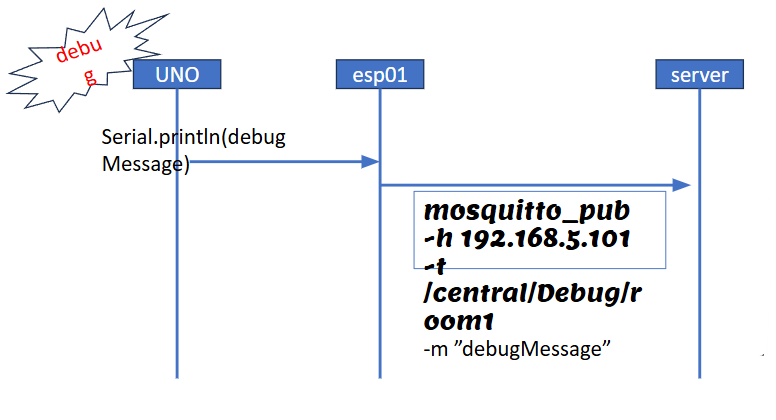 debu
g
UNO
esp01
server
Serial.println(debug
Message)
mosquitto_pub
-h 192.168.5.101
-t
/central/Debug/r
oom1
-m ”debugMessage”